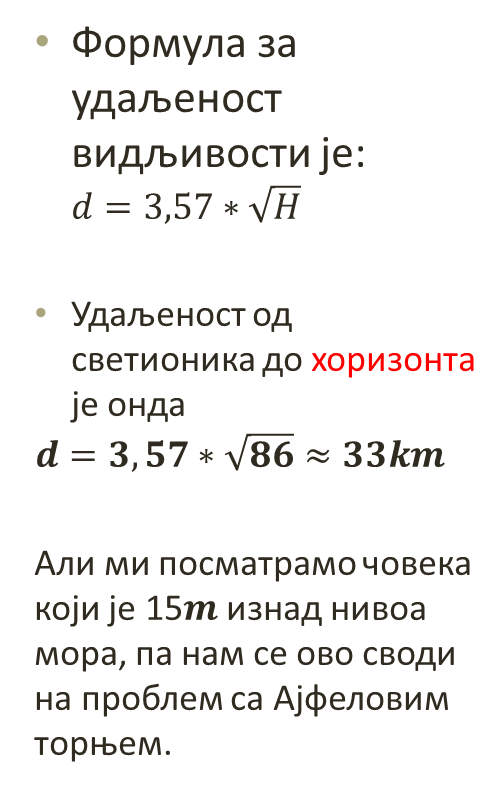 • Формула за
удаљеност
видљивости је:
d = 3,57 ∗ √H
• Удаљеност од
светионика до хоризонта
је онда
d = 3,57 ∗ √86 ≈ 33km
Али ми посматрамо човека
који је 15m изнад нивоа
мора, па нам се ово своди
на проблем са Ајфеловим
торњем.